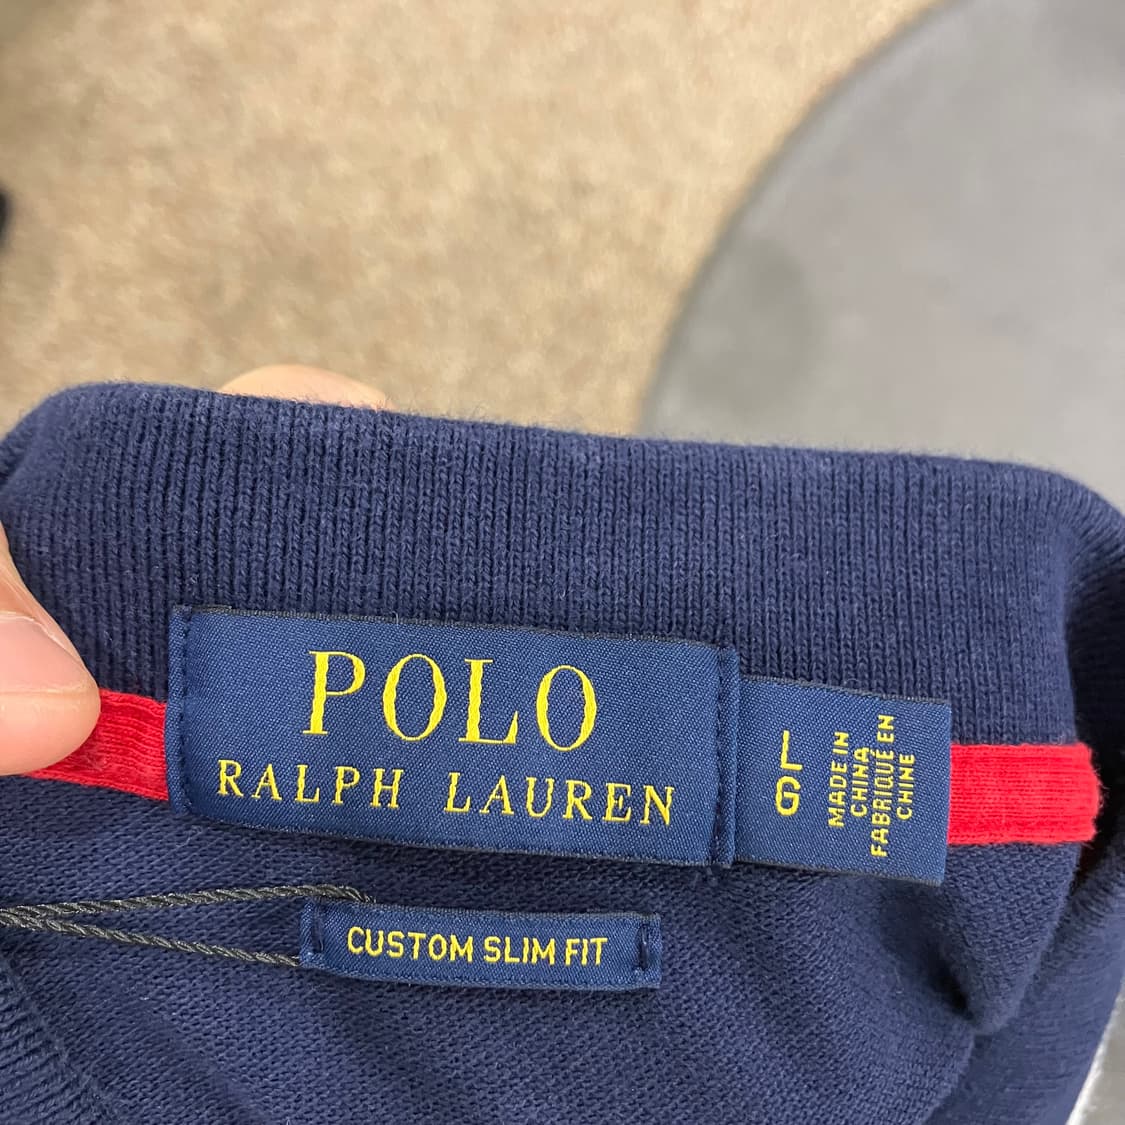 POLO
RALPH LAUREN
L
G
MADE IN
CHINA
FABRIQUÉ EN
CHINE
CUSTOM SLIM FIT